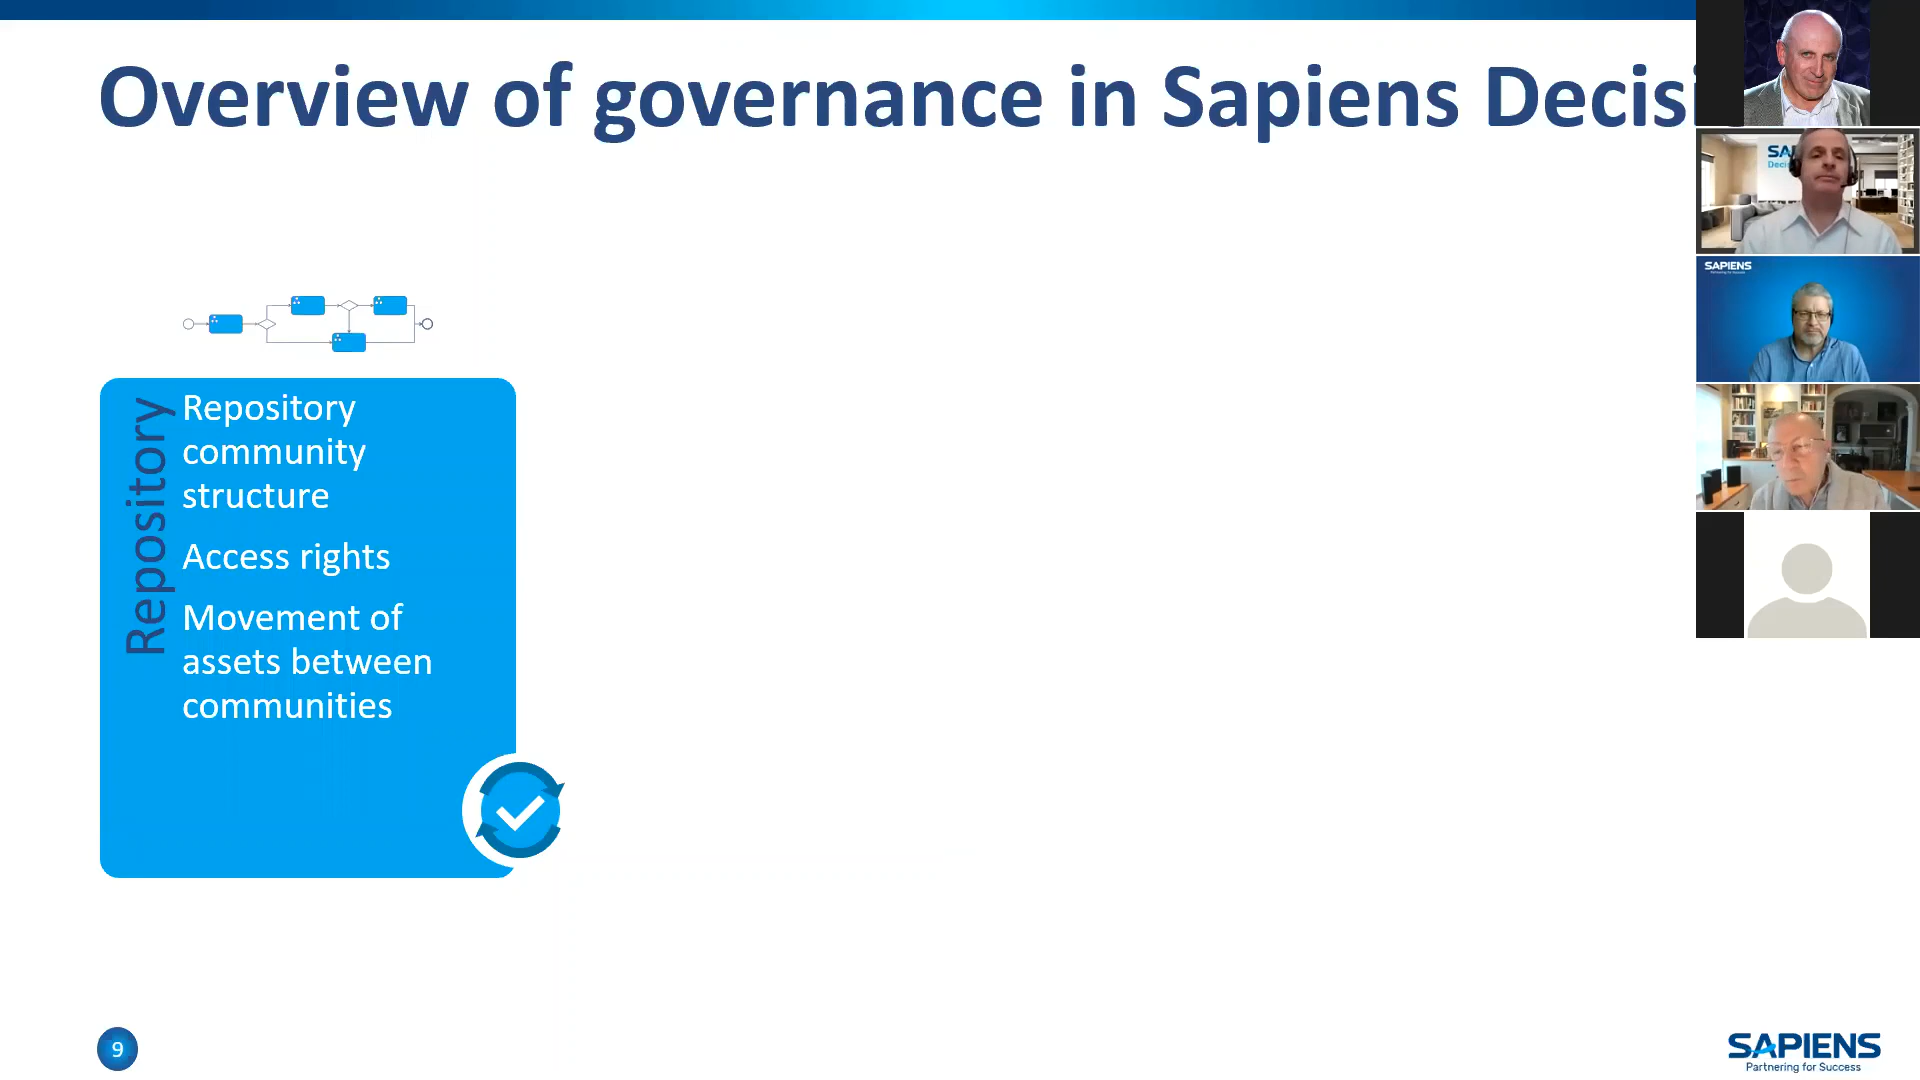 Overview of governance in Sapiens Decisi
Repository
Repository
community
structure
Access rights
Movement of
assets between
communities
9
SAPIENS
Partnering for Success
SAPIENS